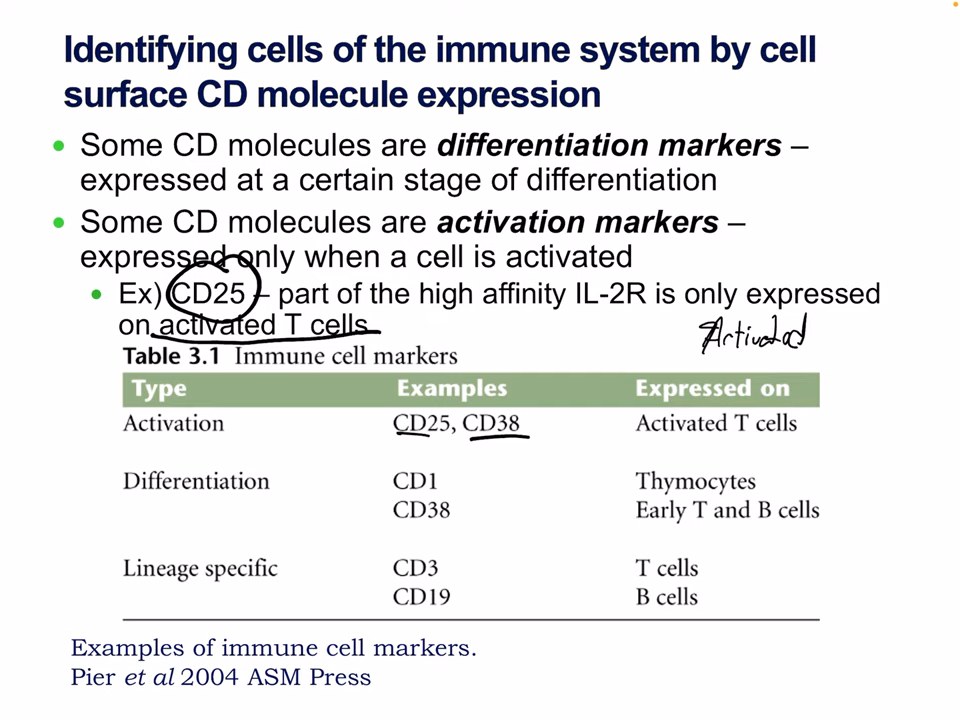 Identifying cells of the immune system by cell
surface CD molecule expression
• Some CD molecules are differentiation markers –
expressed at a certain stage of differentiation
• Some CD molecules are activation markers –
expressed only when a cell is activated
• Ex) CD25 – part of the high affinity IL-2R is only expressed
on activated T cells
Activated
Table 3.1 Immune cell markers
Type Examples Expressed on
Activation CD25, CD38 Activated T cells
Differentiation CD1 Thymocytes
CD38 Early T and B cells
Lineage specific CD3 T cells
CD19 B cells
Examples of immune cell markers.
Pier et al 2004 ASM Press